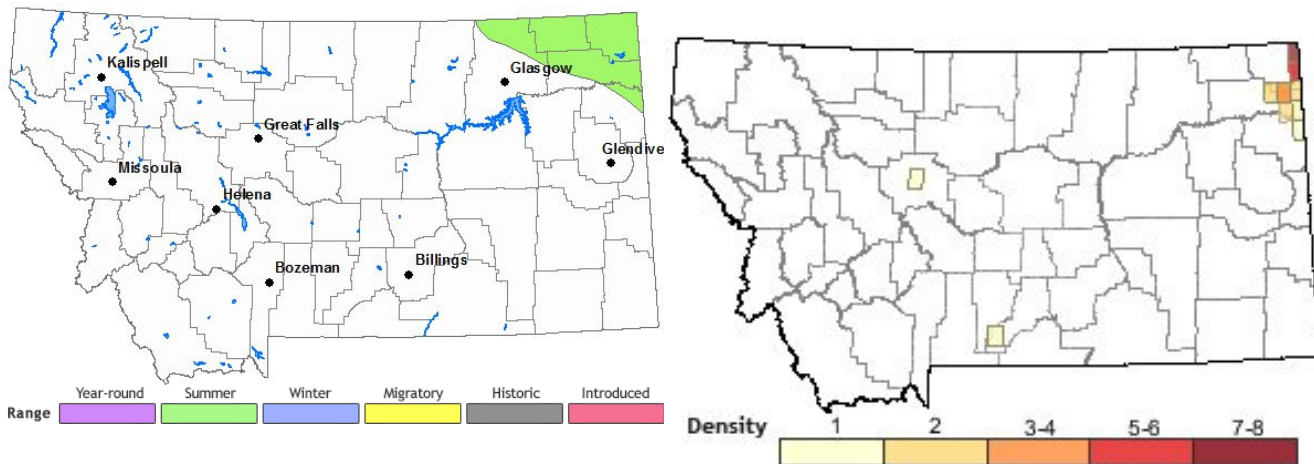 Kalispell
Glasgow
Great Falls
Glendive
Missoula
Helena
Billings
Bozeman
Year-round Summer Winter Migratory Historic Introduced
Range
Density 1 2 3-4 5-6 7-8